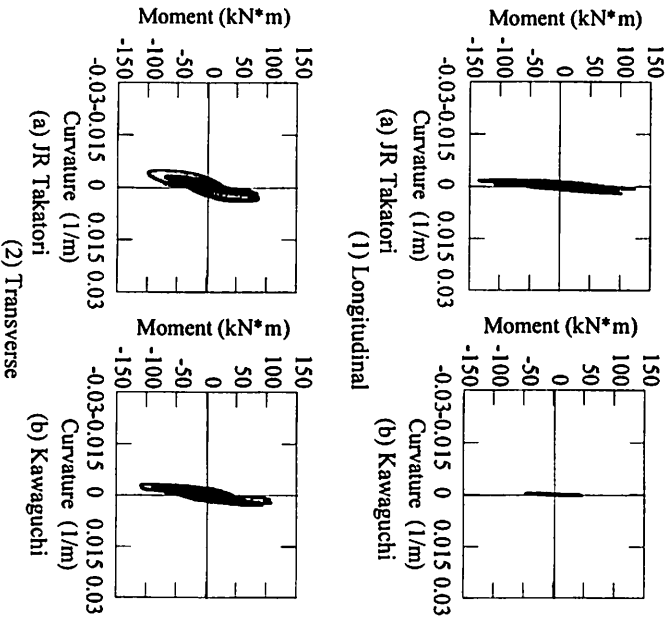 Moment (kN*m)
150
100
50
0
-50
-100
-150
-0.03-0.015 0 0.015 0.03
Curvature (1/m)
(a) JR Takatori
Moment (kN*m)
150
100
50
0
-50
-100
-150
-0.03-0.015 0 0.015 0.03
Curvature (1/m)
(b) Kawaguchi
(1) Longitudinal
Moment (kN*m)
150
100
50
0
-50
-100
-150
-0.03-0.015 0 0.015 0.03
Curvature (1/m)
(a) JR Takatori
Moment (kN*m)
150
100
50
0
-50
-100
-150
-0.03-0.015 0 0.015 0.03
Curvature (1/m)
(b) Kawaguchi
(2) Transverse